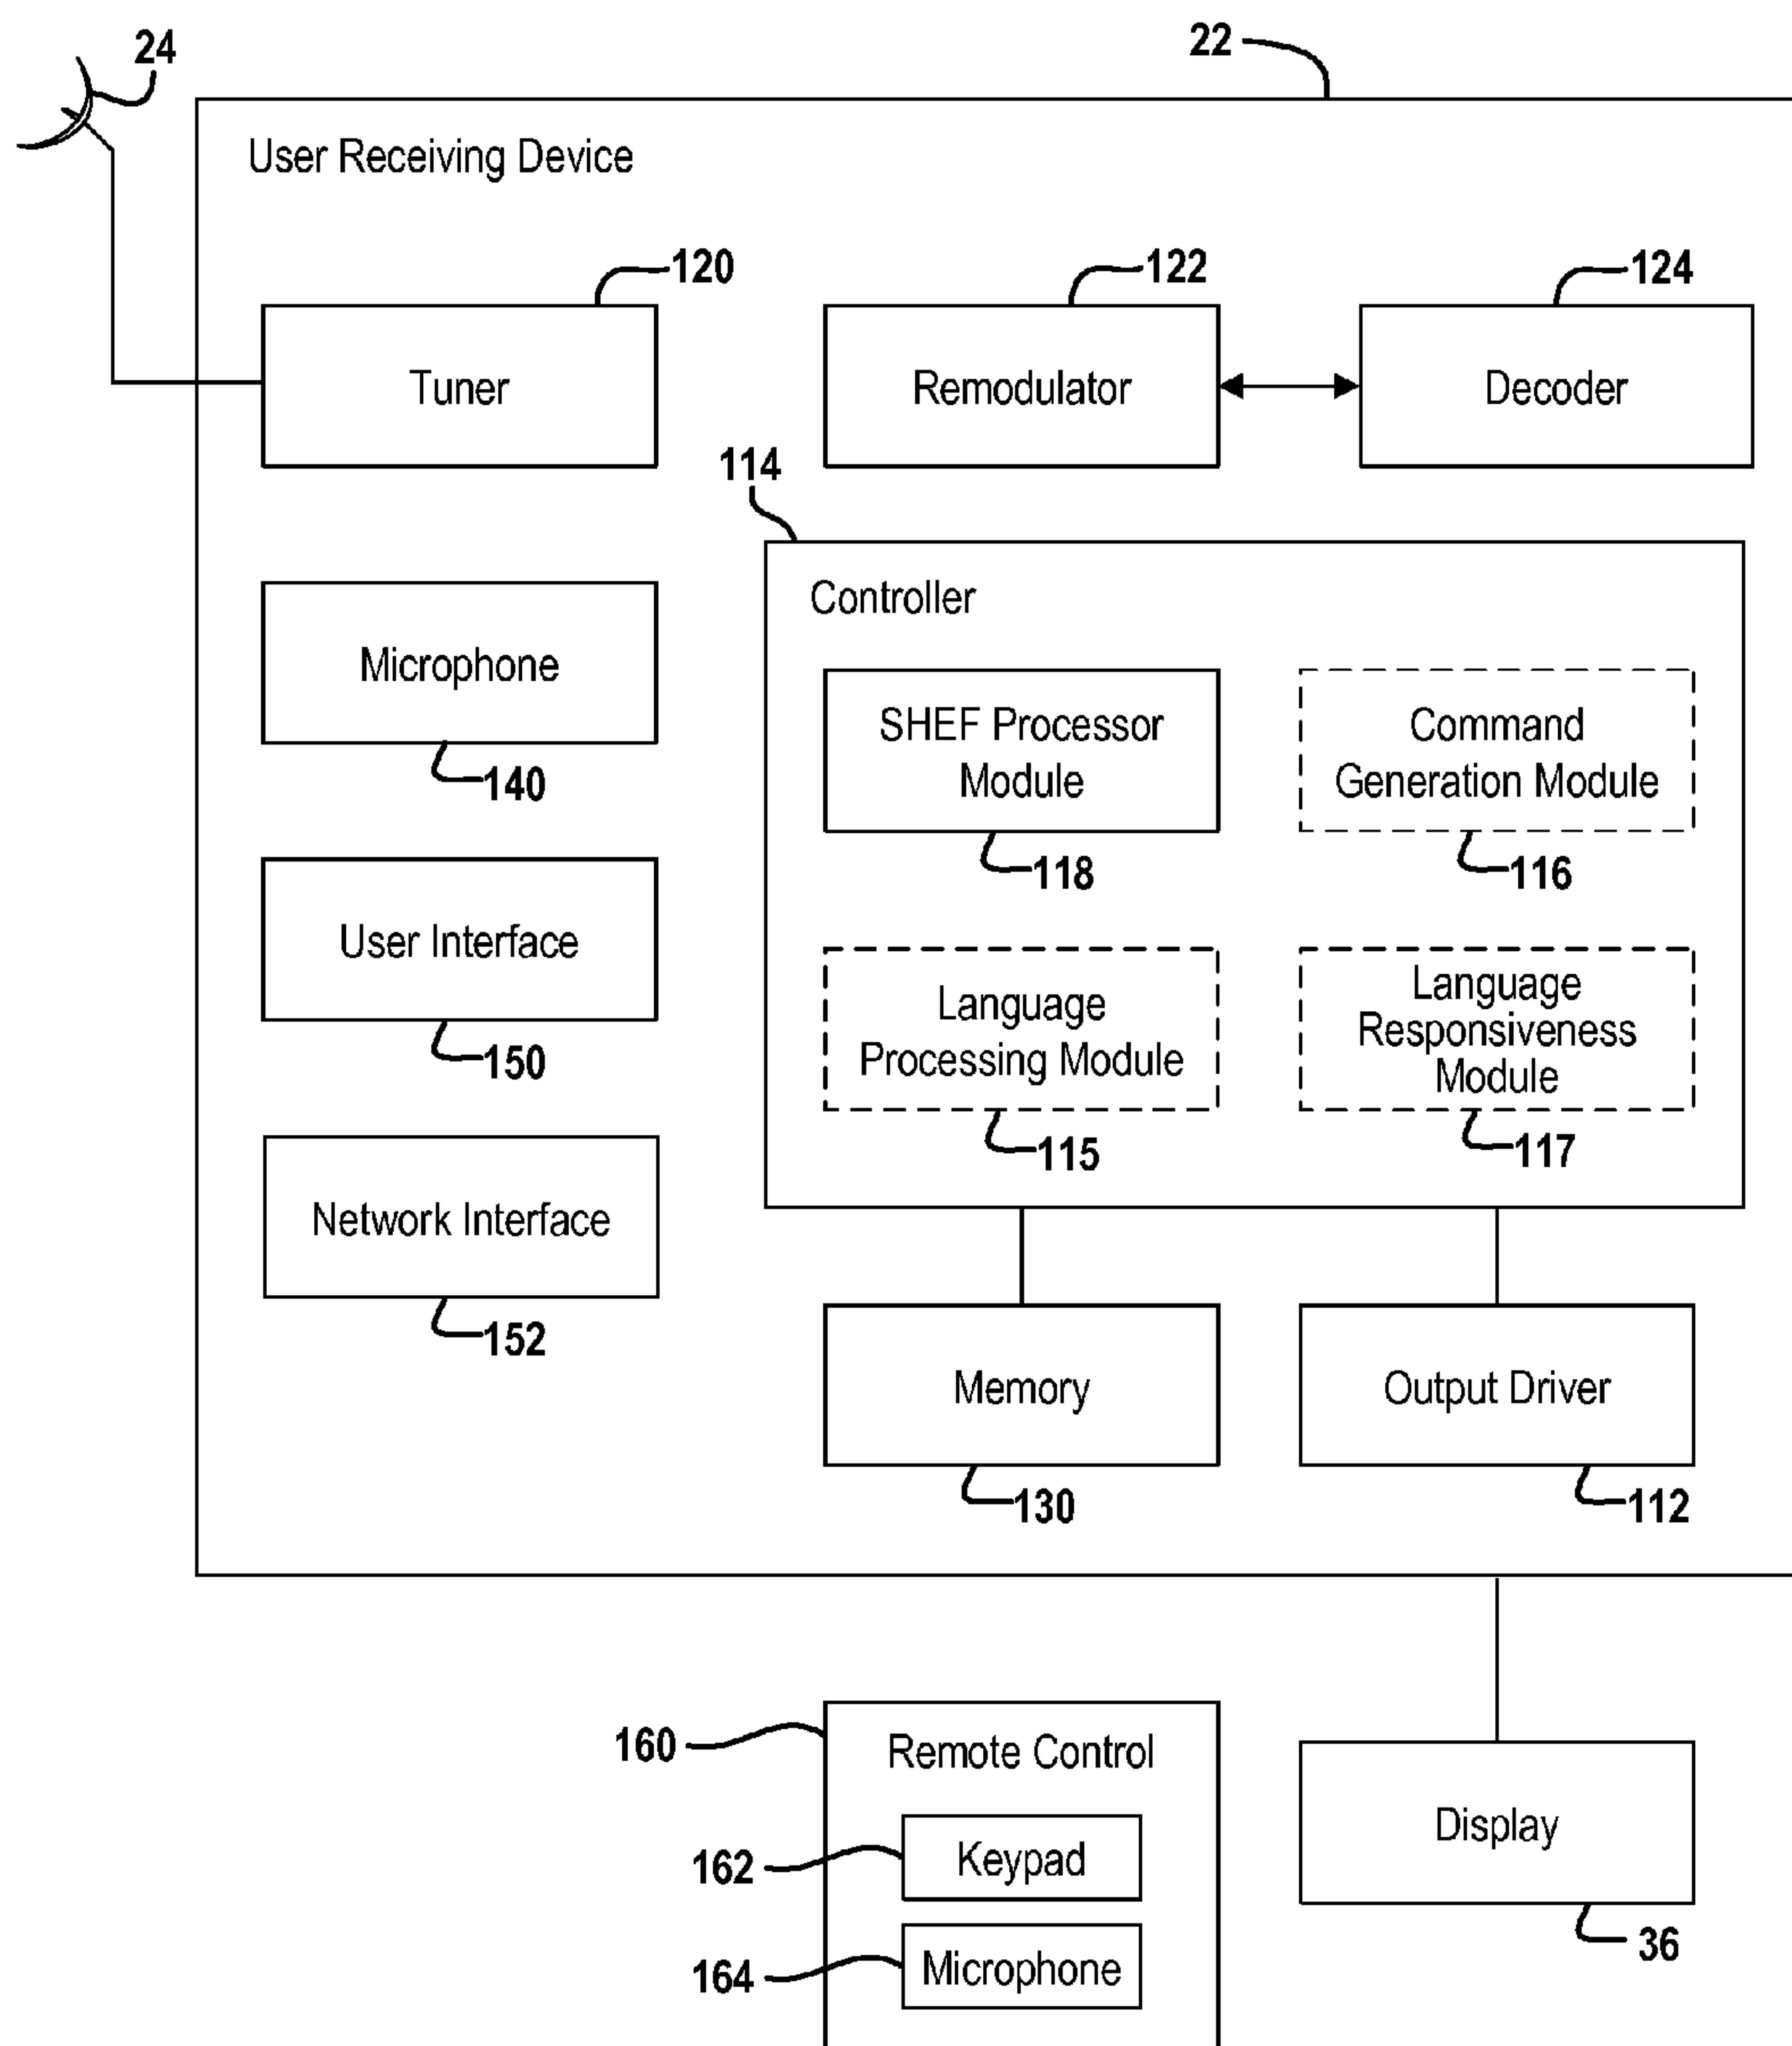 24
22
User Receiving Device
120
122
124
Tuner
Remodulator
Decoder
114
Controller
Microphone
140
SHEF Processor
Module
118
Command
Generation Module
116
User Interface
150
Language
Processing Module
115
Language
Responsiveness
Module
117
Network Interface
152
Memory
130
Output Driver
112
160
Remote Control
162
Keypad
164
Microphone
Display
36